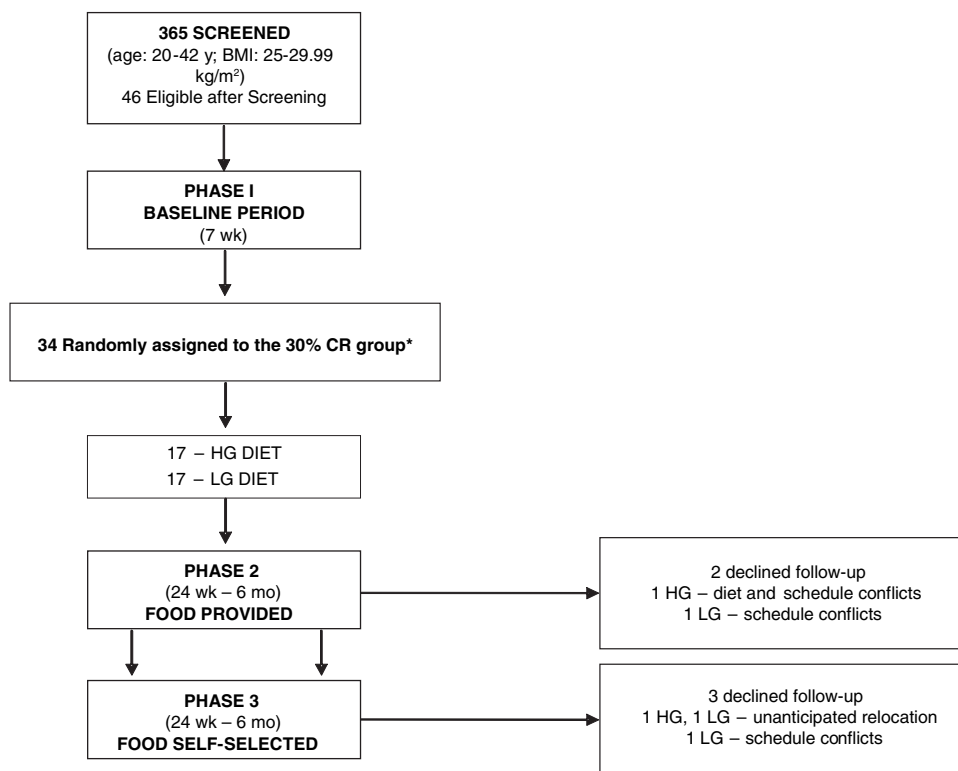 365 SCREENED
(age: 20-42 y; BMI: 25-29.99
kg/m²)
46 Eligible after Screening
PHASE I
BASELINE PERIOD
(7 wk)
34 Randomly assigned to the 30% CR group*
17 – HG DIET
17 – LG DIET
PHASE 2
(24 wk – 6 mo)
FOOD PROVIDED
2 declined follow-up
1 HG – diet and schedule conflicts
1 LG – schedule conflicts
PHASE 3
(24 wk – 6 mo)
FOOD SELF-SELECTED
3 declined follow-up
1 HG, 1 LG – unanticipated relocation
1 LG – schedule conflicts